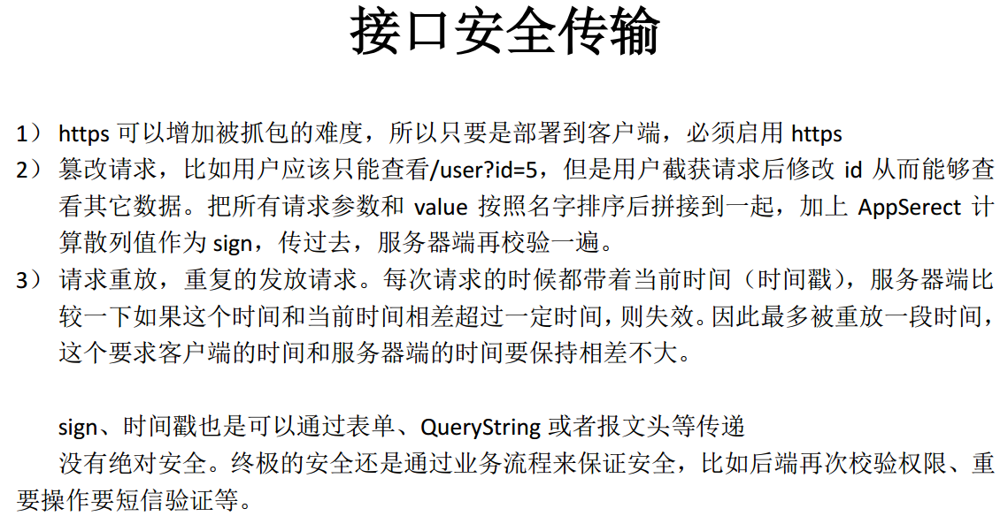 接口安全传输
1） https 可以增加被抓包的难度，所以只要是部署到客户端，必须启用 https
2） 篡改请求，比如用户应该只能查看/user?id=5，但是用户截获请求后修改 id 从而能够查
看其它数据。把所有请求参数和 value 按照名字排序后拼接到一起，加上 AppSerect 计
算散列值作为 sign，传过去，服务器端再校验一遍。
3） 请求重放，重复的发放请求。每次请求的时候都带着当前时间（时间戳），服务器端比
较一下如果这个时间和当前时间相差超过一定时间，则失效。因此最多被重放一段时间，
这个要求客户端的时间和服务器端的时间要保持相差不大。
sign、时间戳也是可以通过表单、QueryString 或者报文头等传递
没有绝对安全。终极的安全还是通过业务流程来保证安全，比如后端再次校验权限、重
要操作要短信验证等。